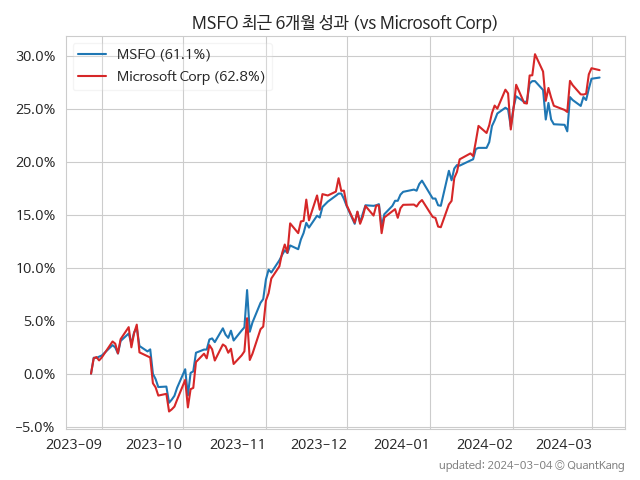 MSFO 최근 6개월 성과 (vs Microsoft Corp)
MSFO (61.1%)
Microsoft Corp (62.8%)
30.0%
25.0%
20.0%
15.0%
10.0%
5.0%
0.0%
−5.0%
2023−09 2023−10 2023−11 2023−12 2024−01 2024−02 2024−03
updated: 2024−03−04 © QuantKang